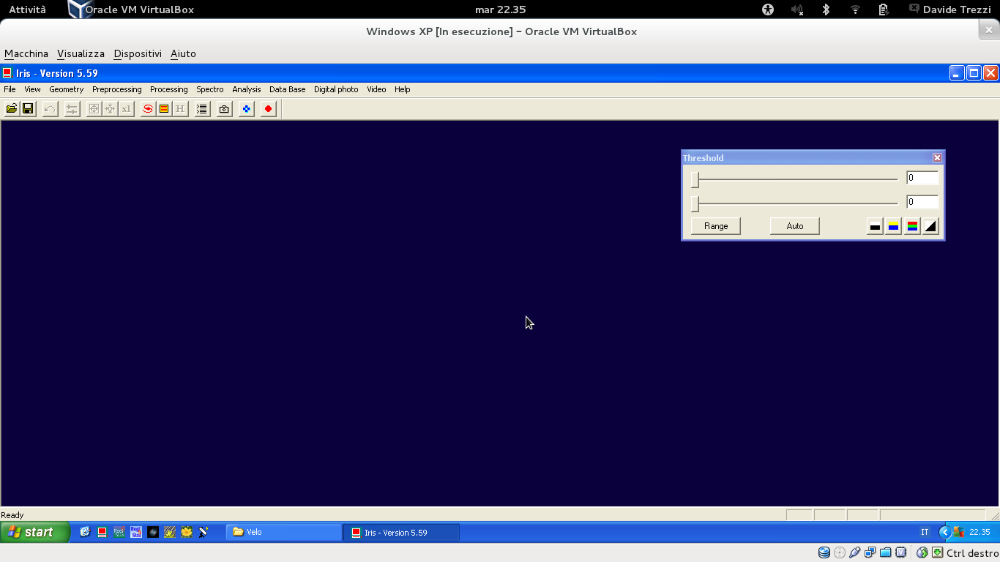 Attività Oracle VM VirtualBox mar 22.35 Davide Trezzi
Windows XP [In esecuzione] - Oracle VM VirtualBox
Macchina Visualizza Dispositivi Aiuto
Iris - Version 5.59
File View Geometry Preprocessing Processing Spectro Analysis Data Base Digital photo Video Help
x1 H
Threshold
0
0
Range Auto
Ready
start Velo Iris - Version 5.59 IT 22.35
Ctrl destro